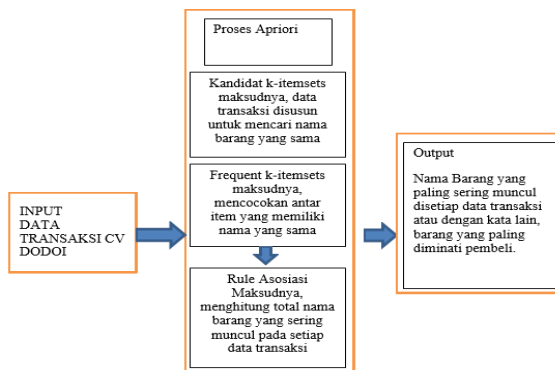 INPUT
DATA
TRANSAKSI CV
DODOI
Proses Apriori
Kandidat k-itemsets
maksudnya, data
transaksi disusun
untuk mencari nama
barang yang sama
Frequent k-itemsets
maksudnya,
mencocokan antar
item yang memiliki
nama yang sama
Rule Asosiasi
Maksudnya,
menghitung total nama
barang yang sering
muncul pada setiap
data transaksi
Output
Nama Barang yang
paling sering muncul
disetiap data transaksi
atau dengan kata lain,
barang yang paling
diminati pembeli.